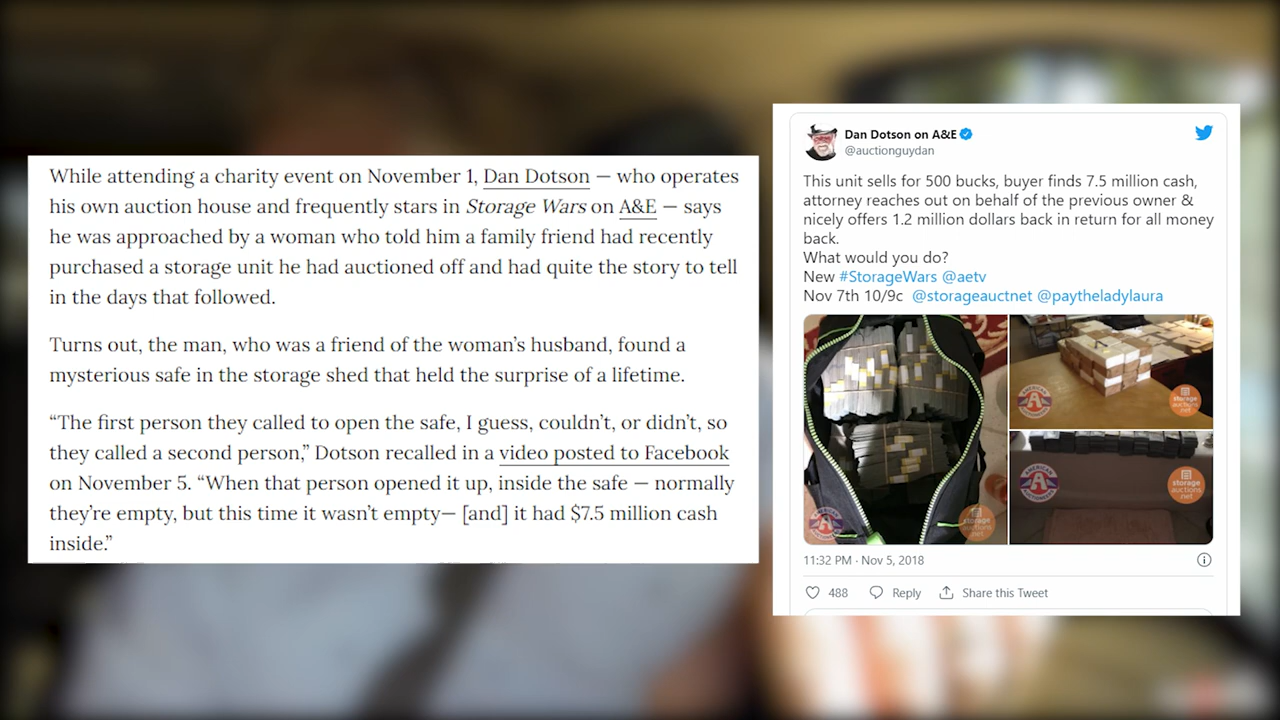 While attending a charity event on November 1, Dan Dotson — who operates
his own auction house and frequently stars in Storage Wars on A&E — says
he was approached by a woman who told him a family friend had recently
purchased a storage unit he had auctioned off and had quite the story to tell
in the days that followed.
Turns out, the man, who was a friend of the woman's husband, found a
mysterious safe in the storage shed that held the surprise of a lifetime.
“The first person they called to open the safe, I guess, couldn't, or didn't, so
they called a second person,” Dotson recalled in a video posted to Facebook
on November 5. “When that person opened it up, inside the safe — normally
they're empty, but this time it wasn't empty— [and] it had $7.5 million cash
inside.”
Dan Dotson on A&E
@auctionguydan
This unit sells for 500 bucks, buyer finds 7.5 million cash,
attorney reaches out on behalf of the previous owner &
nicely offers 1.2 million dollars back in return for all money
back.
What would you do?
New #StorageWars @aetv
Nov 7th 10/9c @storageauctnet @paytheladylaura
storage
auctions
net
storage
auctions
net
AMERICAN
storage
auctions
net
11:32 PM · Nov 5, 2018
488 Reply Share this Tweet